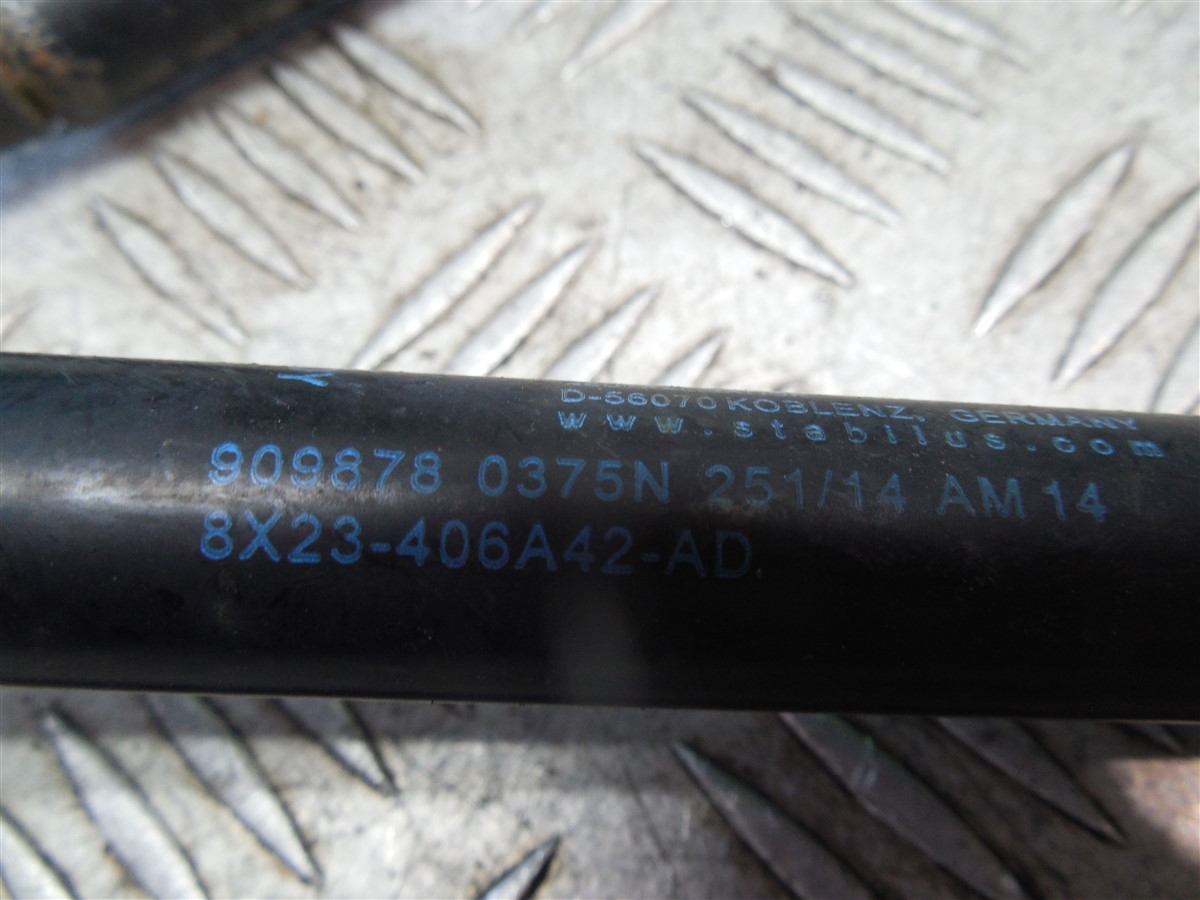 D-56070 KOBLENZ, GERMANY
www.stabilus.com
909878 0375N 251/14 AM 14
8X23-406A42-AD